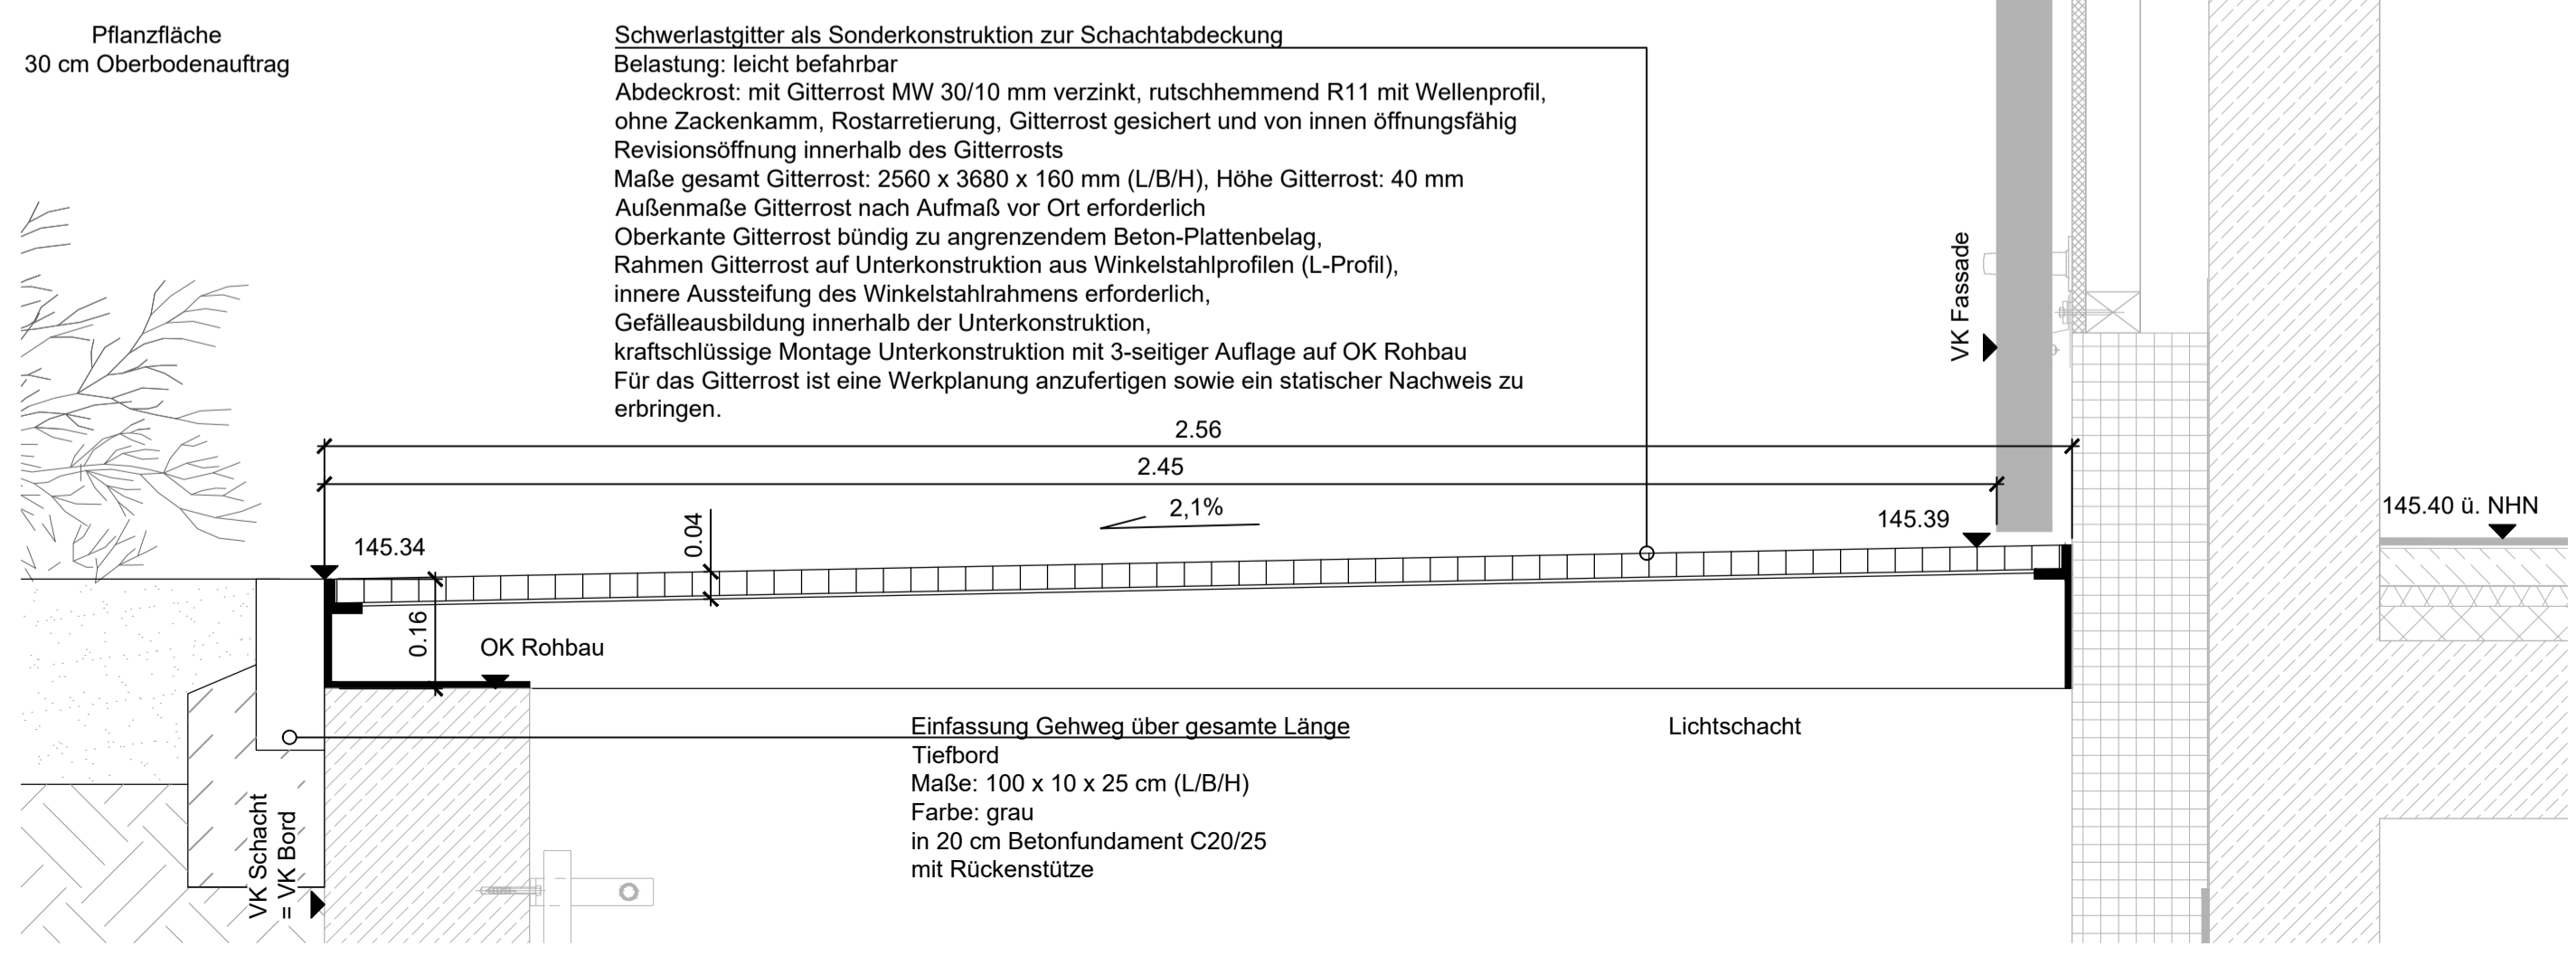 Pflanzfläche
30 cm Oberbodenauftrag
Schwerlastgitter als Sonderkonstruktion zur Schachtabdeckung
Belastung: leicht befahrbar
Abdeckrost: mit Gitterrost MW 30/10 mm verzinkt, rutschhemmend R11 mit Wellenprofil,
ohne Zackenkamm, Rostarretierung, Gitterrost gesichert und von innen öffnungsfähig
Revisionsöffnung innerhalb des Gitterrosts
Maße gesamt Gitterrost: 2560 x 3680 x 160 mm (L/B/H), Höhe Gitterrost: 40 mm
Außenmaße Gitterrost nach Aufmaß vor Ort erforderlich
Oberkante Gitterrost bündig zu angrenzendem Beton-Plattenbelag,
Rahmen Gitterrost auf Unterkonstruktion aus Winkelstahlprofilen (L-Profil),
innere Aussteifung des Winkelstahlrahmens erforderlich,
Gefälleausbildung innerhalb der Unterkonstruktion,
kraftschlüssige Montage Unterkonstruktion mit 3-seitiger Auflage auf OK Rohbau
Für das Gitterrost ist eine Werkplanung anzufertigen sowie ein statischer Nachweis zu
erbringen.
VK Fassade
2.56
2.45
2,1%
145.34
0.04
145.39
145.40 ü. NHN
0.16
OK Rohbau
Einfassung Gehweg über gesamte Länge
Tiefbord
Maße: 100 x 10 x 25 cm (L/B/H)
Farbe: grau
in 20 cm Betonfundament C20/25
mit Rückenstütze
Lichtschacht
VK Schacht
= VK Bord